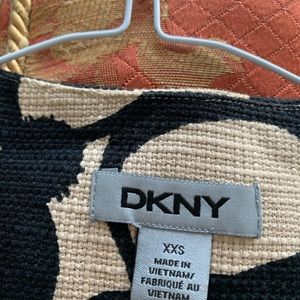 DKNY
XXS
MADE IN
VIETNAM/
FABRIQUÉ AU
VIETNAM